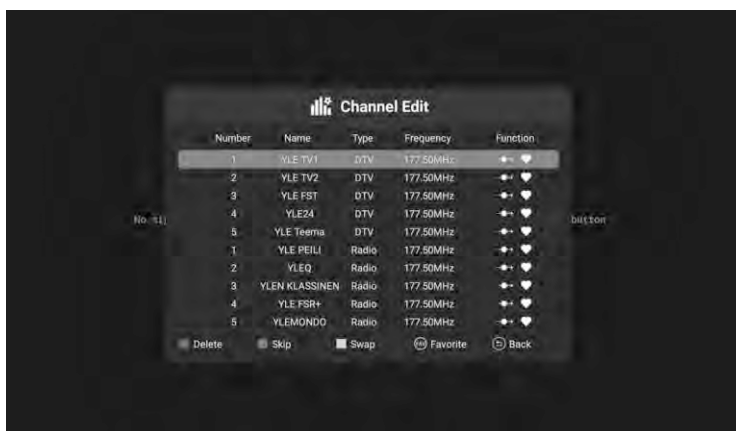 Channel Edit
Number Name Type Frequency Function
1 YLE TV1 DTV 177.50MHz
2 YLE TV2 DTV 177.50MHz
3 YLE FST DTV 177.50MHz
No sig
4 YLE24 DTV 177.50MHz
button
5 YLE Teema DTV 177.50MHz
1 YLE PEILI Radio 177.50MHz
2 YLEQ Radio 177.50MHz
3 YLEN KLASSINEN Radio 177.50MHz
4 YLE FSR+ Radio 177.50MHz
5 YLEMONDO Radio 177.50MHz
Delete Skip Swap Favorite Back